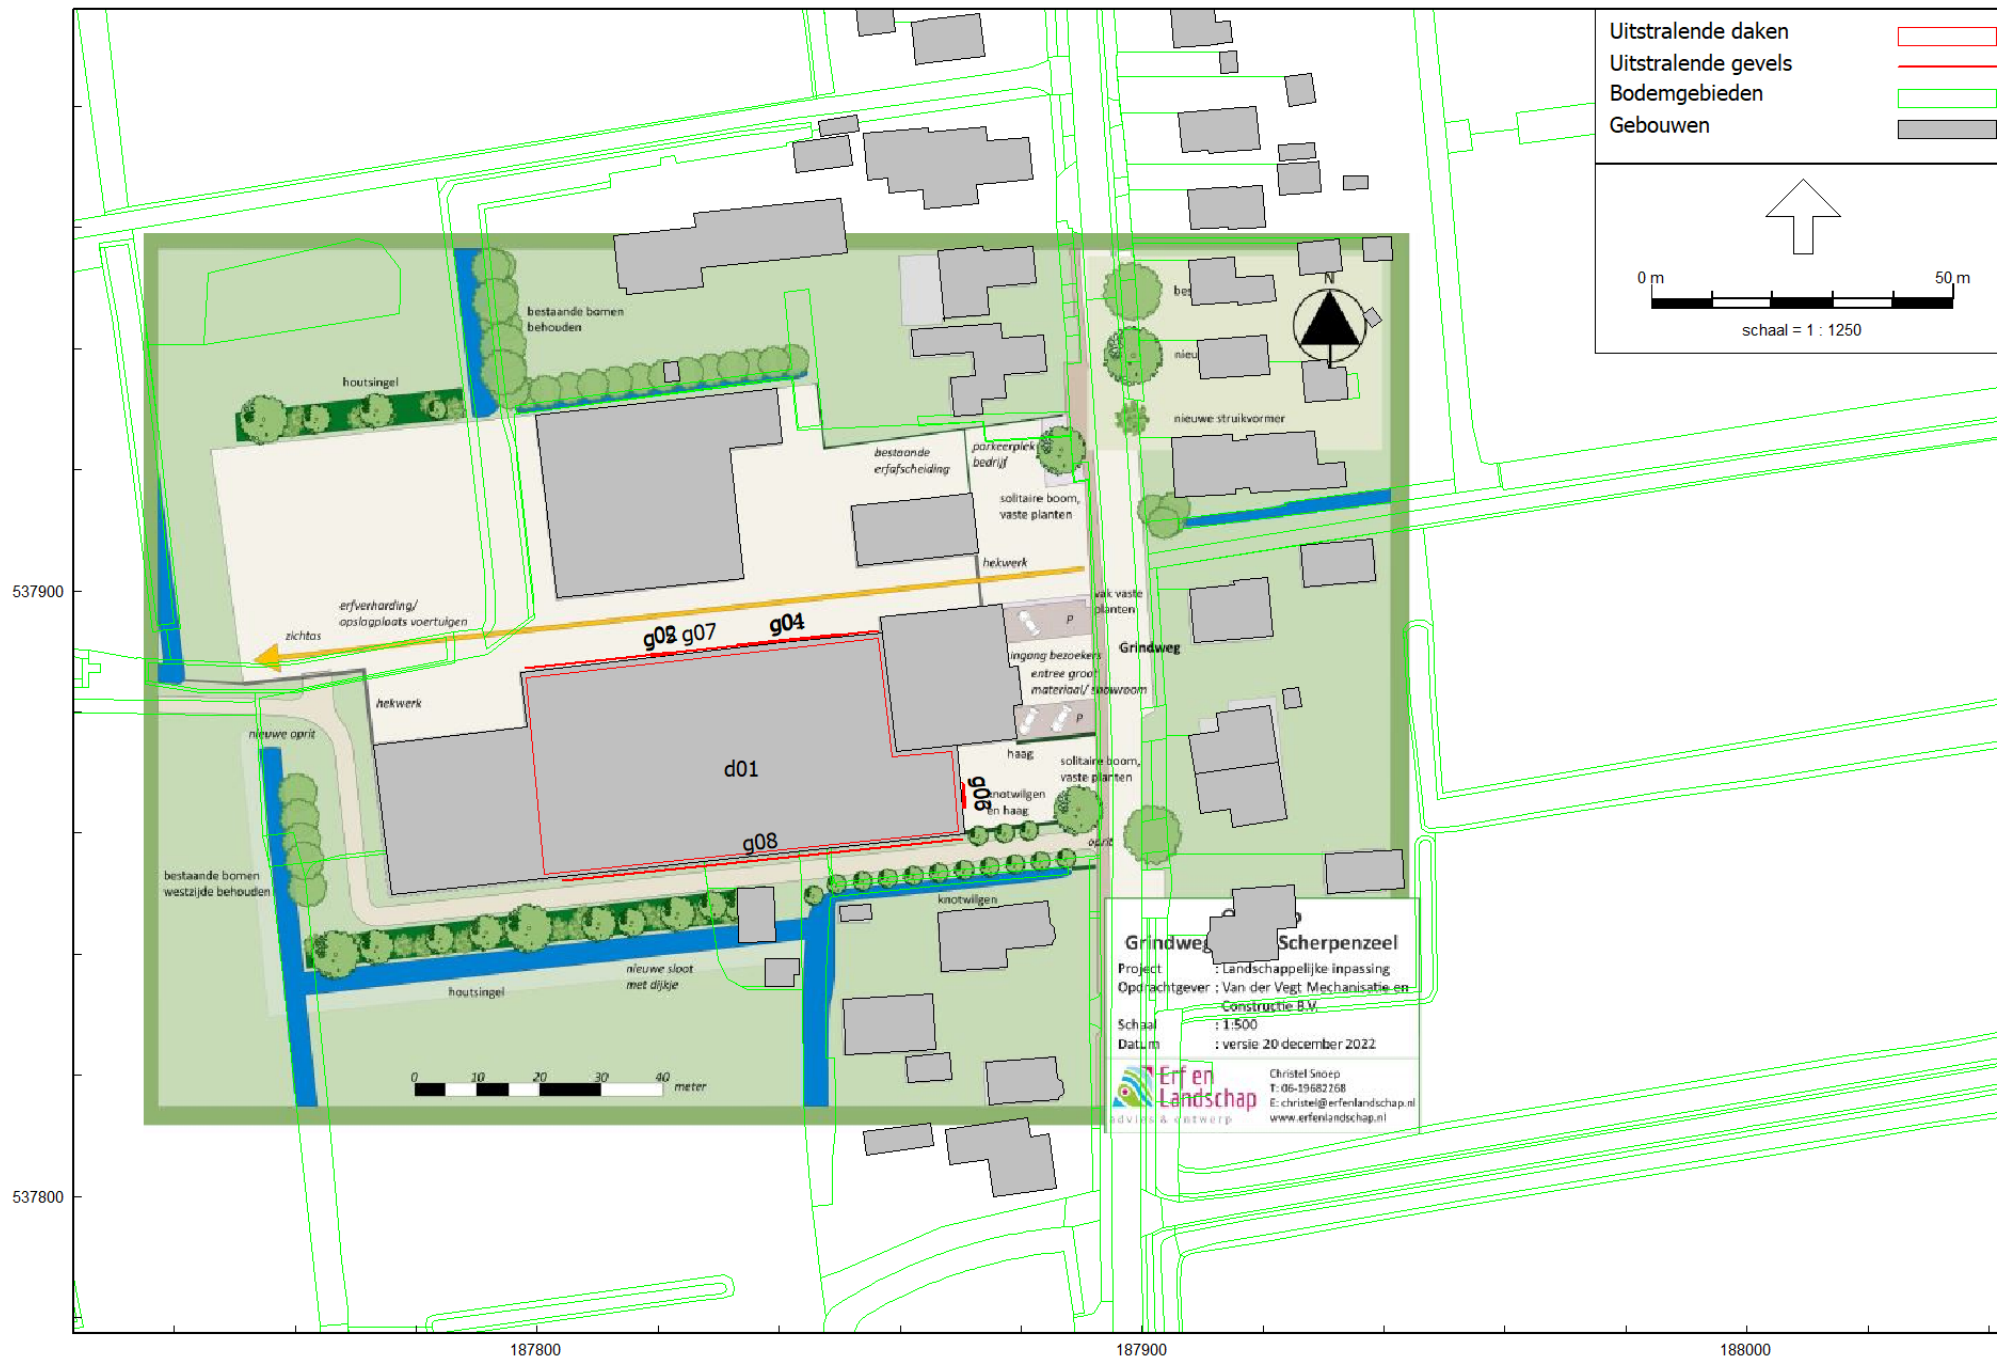 Uitstralende daken
Uitstralende gevels
Bodemgebieden
Gebouwen
0 m
50 m
schaal = 1 : 1250
N
bestaande bomen
behouden
houtsingel
bes
nieu
nieuwe struikvormer
bestaande
erfafscheiding
parkeerplek
bedrijf
solitaire boom,
vaste planten
hekwerk
537900
erfverharding/
opslagplaats voertuigen
zichtas
g07
g04
vak vaste
planten
P
Grindweg
ingang bezoekers
entree groot
materiaal/ showroom
hekwerk
P
nieuwe oprit
haag
solitaire boom,
vaste planten
d01
knotwilgen
en haag
g08
oprit
bestaande bomen
westzijde behouden
knotwilgen
nieuwe sloot
met dijkje
houtsingel
Grindweg Scherpenzeel
Project : Landschappelijke inpassing
Opdrachtgever : Van der Vegt Mechanisatie en
Constructie B.V.
Schaal : 1:500
Datum : versie 20 december 2022
0 10 20 30 40 meter
Erf en
Landschap
advies & ontwerp
Christel Snoep
T: 06-19682268
E: christel@erfenlandschap.nl
www.erfenlandschap.nl
537800
187800
187900
188000